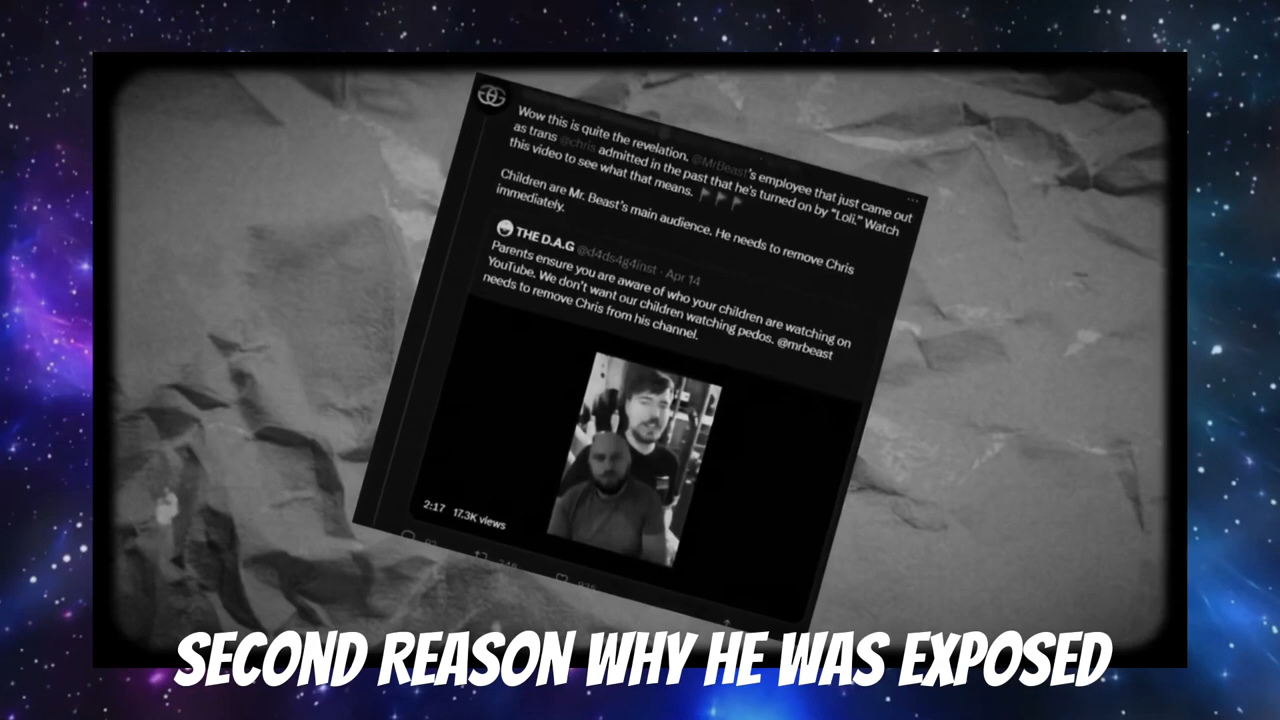 Wow this is quite the revelation. @MrBeast's employee that just came out
as trans @chris admitted in the past that he's turned on by "Loli." Watch
this video to see what that means.
Children are Mr. Beast's main audience. He needs to remove Chris
immediately.
THE D.A.G @d4ds4g4inst · Apr 14
Parents ensure you are aware of who your children are watching on
YouTube. We don't want our children watching pedos. @mrbeast
needs to remove Chris from his channel.
2:17 17.3K views
SECOND REASON WHY HE WAS EXPOSED